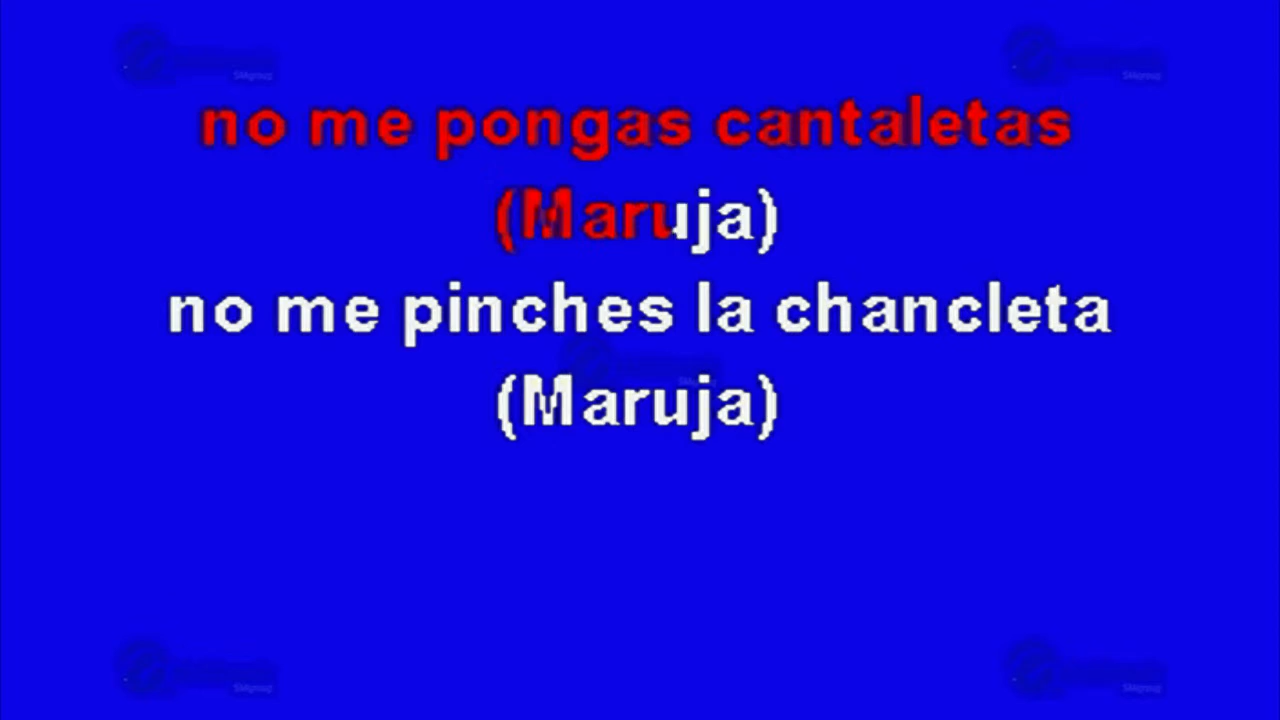 no me pongas cantaletas
(Maruja)
no me pinches la chancleta
(Maruja)